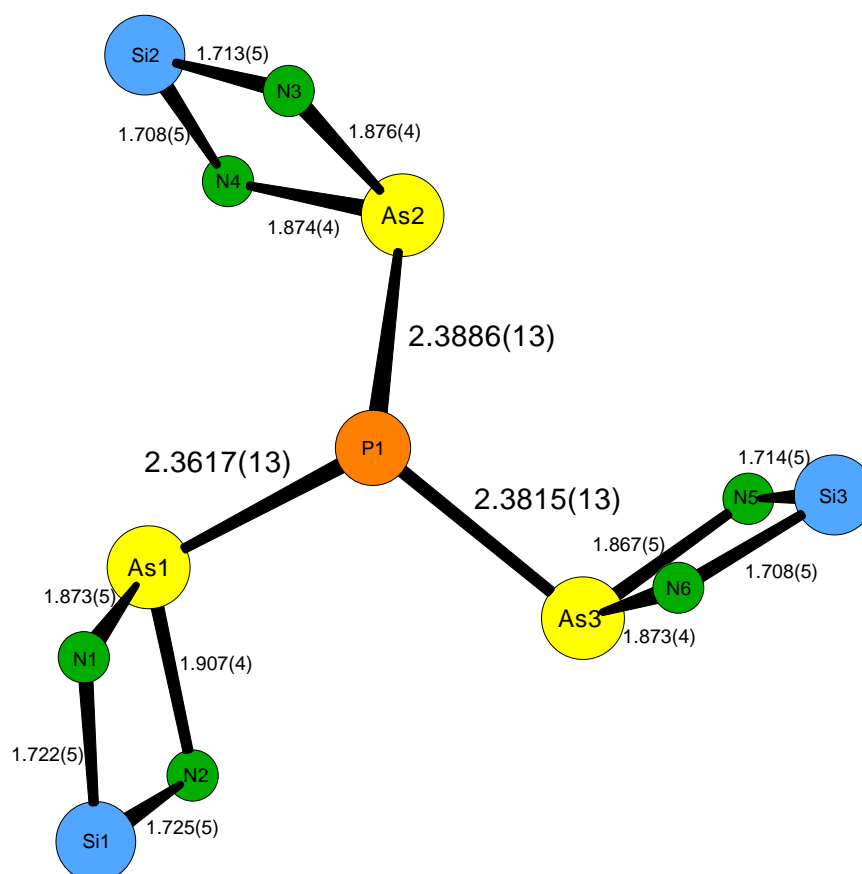 Si2
1.713(5)
N3
1.708(5)
1.876(4)
N4
As2
1.874(4)
2.3886(13)
P1
2.3617(13)
2.3815(13)
1.714(5)
N5
Si3
As1
1.867(5)
1.708(5)
1.873(5)
N6
As3
1.873(4)
N1
1.907(4)
1.722(5)
N2
1.725(5)
Si1